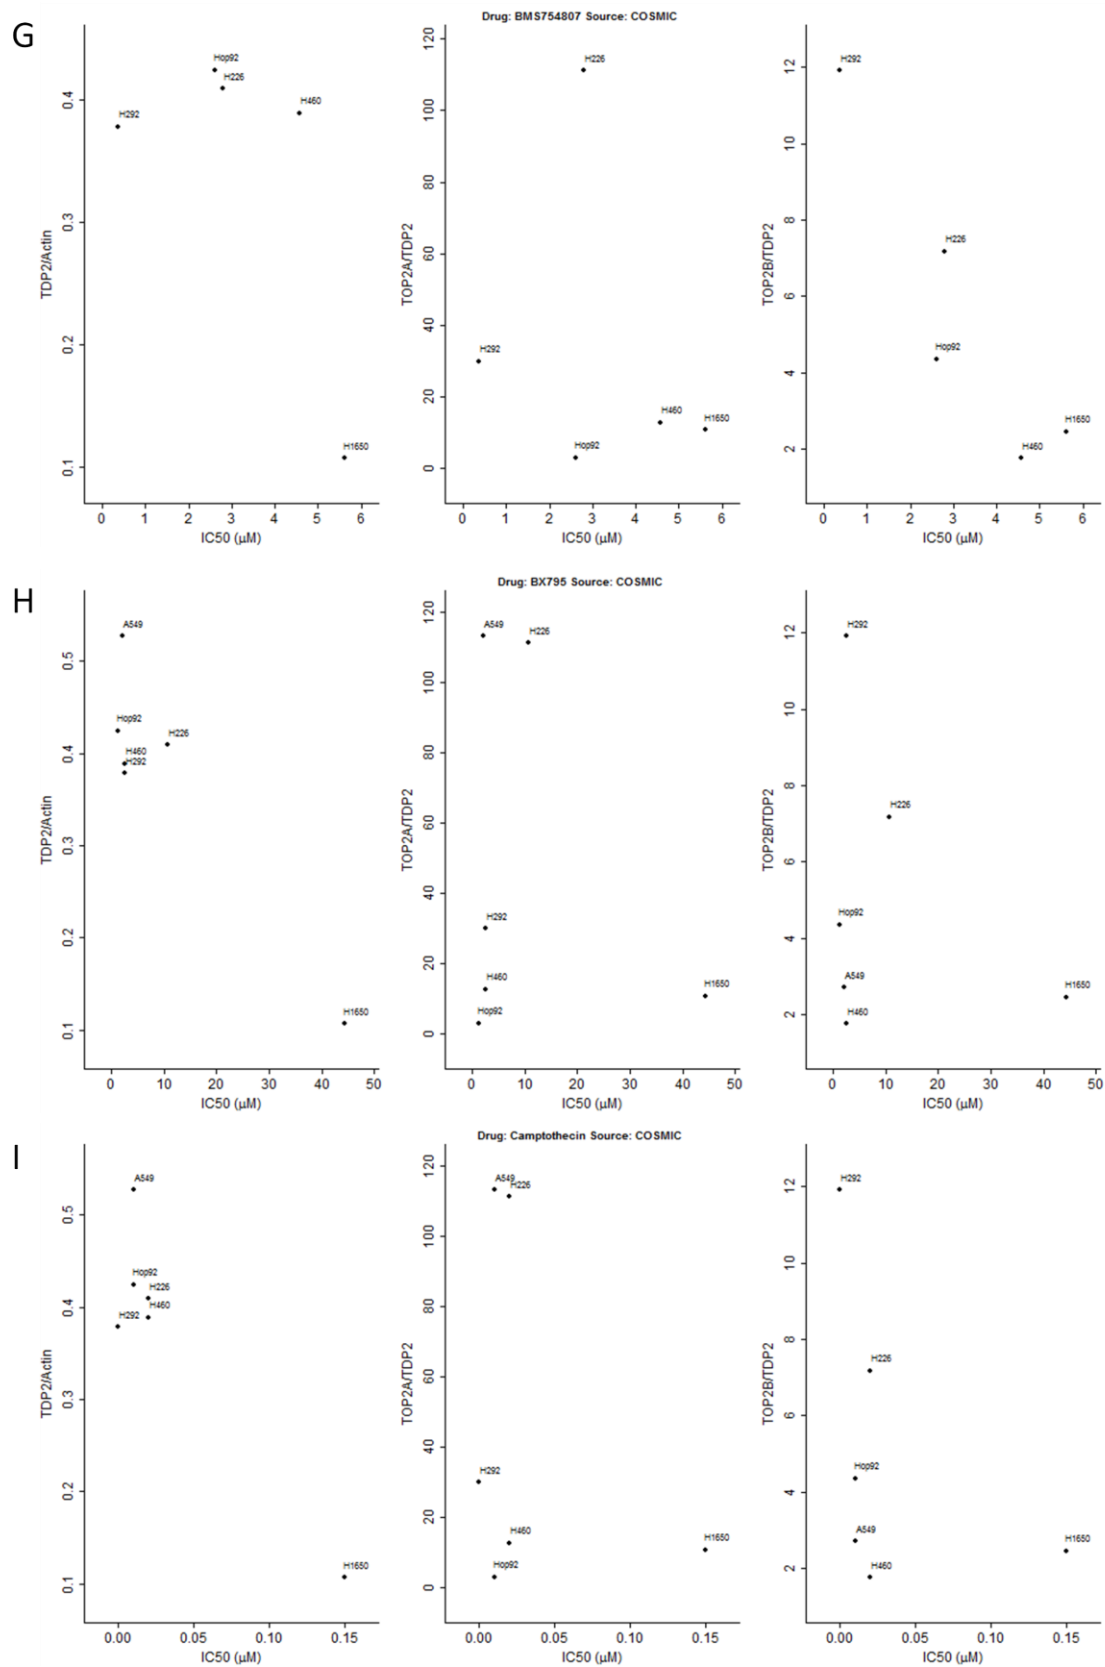 G
Drug: BMS754807 Source: COSMIC
TDP2/Actin
0.4
0.3
0.2
0.1
Hop92
H226
H460
H292
H1650
0 1 2 3 4 5 6
IC50 (μM)
TOP2A/TDP2
120
100
80
60
40
20
0
H226
H292
H460
H1650
Hop92
0 1 2 3 4 5 6
IC50 (μM)
TOP2B/TDP2
12
10
8
6
4
2
H292
H226
Hop92
H1650
H460
0 1 2 3 4 5 6
IC50 (μM)
H
Drug: BX795 Source: COSMIC
TDP2/Actin
0.5
0.4
0.3
0.2
0.1
A549
Hop92
H226
H460
H292
H1650
0 10 20 30 40 50
IC50 (μM)
TOP2A/TDP2
120
100
80
60
40
20
0
A549
H226
H292
H460
H1650
Hop92
0 10 20 30 40 50
IC50 (μM)
TOP2B/TDP2
12
10
8
6
4
2
H292
H226
Hop92
A549
H1650
H460
0 10 20 30 40 50
IC50 (μM)
I
Drug: Camptothecin Source: COSMIC
TDP2/Actin
0.5
0.4
0.3
0.2
0.1
A549
Hop92
H226
H460
H292
H1650
0.00 0.05 0.10 0.15
IC50 (μM)
TOP2A/TDP2
120
100
80
60
40
20
0
A549
H226
H292
H460
H1650
Hop92
0.00 0.05 0.10 0.15
IC50 (μM)
TOP2B/TDP2
12
10
8
6
4
2
H292
H226
Hop92
A549
H1650
H460
0.00 0.05 0.10 0.15
IC50 (μM)